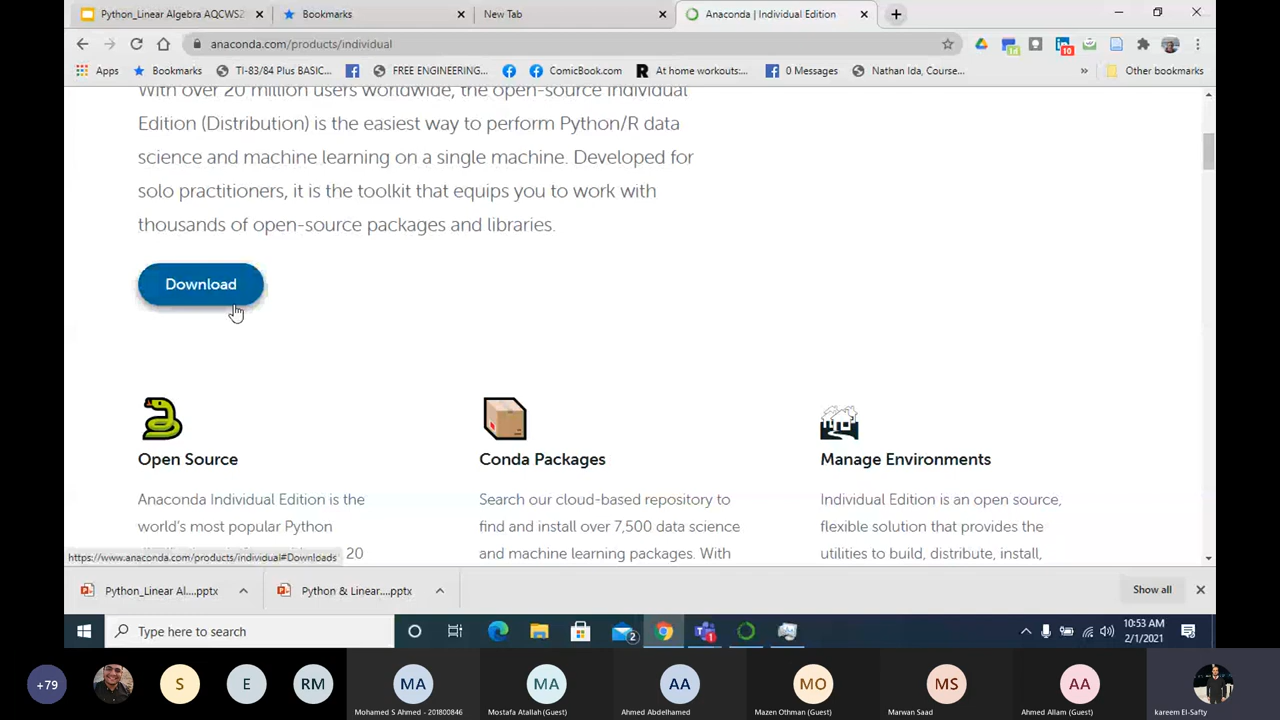 Python_Linear Algebra AQCWS2
Bookmarks
New Tab
Anaconda | Individual Edition
anaconda.com/products/individual
1d
10
Apps
Bookmarks
TI-83/84 Plus BASIC...
FREE ENGINEERING...
ComicBook.com
At home workouts:...
0 Messages
Nathan Ida, Course...
»
Other bookmarks
With over 20 million users worldwide, the open-source Individual
Edition (Distribution) is the easiest way to perform Python/R data
science and machine learning on a single machine. Developed for
solo practitioners, it is the toolkit that equips you to work with
thousands of open-source packages and libraries.
Download
Open Source
Anaconda Individual Edition is the
world's most popular Python
20
Conda Packages
Search our cloud-based repository to
find and install over 7,500 data science
and machine learning packages. With
Manage Environments
Individual Edition is an open source,
flexible solution that provides the
utilities to build, distribute, install,
https://www.anaconda.com/products/individual#Downloads
Python_Linear Al....pptx
Python & Linear....pptx
Show all
Type here to search
2
1
10:53 AM
2/1/2021
+79
S
E
RM
MA
Mohamed S Ahmed - 201800846
MA
Mostafa Atallah (Guest)
AA
Ahmed Abdelhamed
MO
Mazen Othman (Guest)
MS
Marwan Saad
AA
Ahmed Allam (Guest)
kareem El-Safty